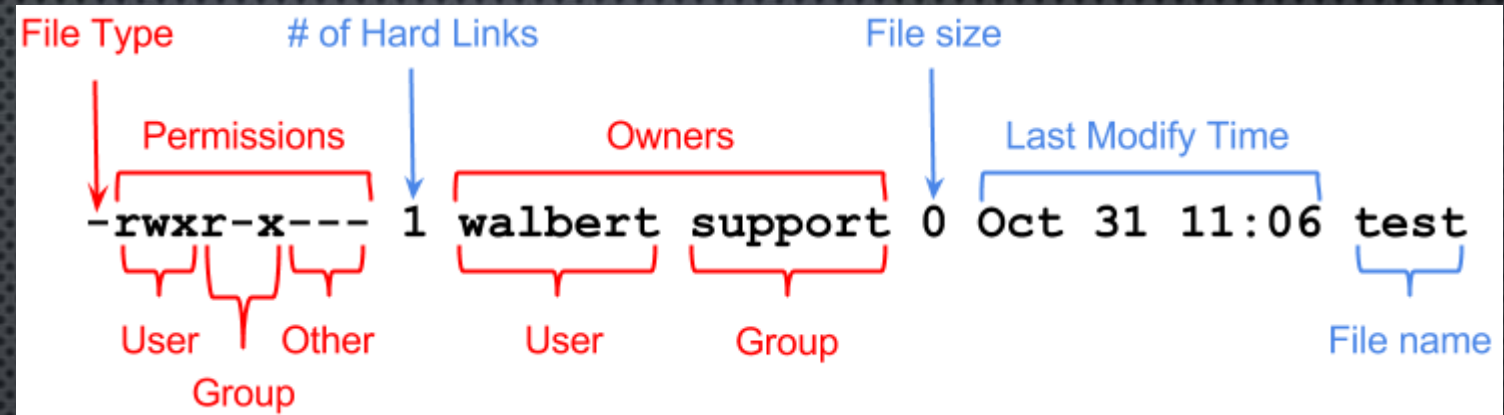 File Type # of Hard Links File size
Permissions Owners Last Modify Time
-rwxr-x--- 1 walbert support 0 Oct 31 11:06 test
User Other User Group File name
Group